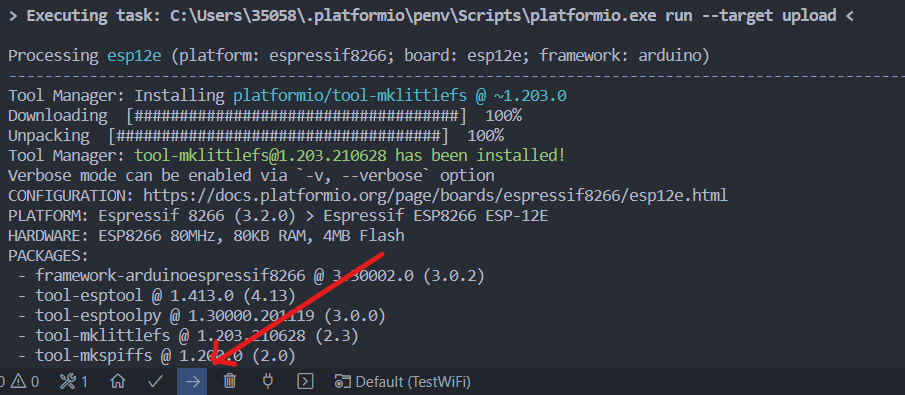 > Executing task: C:\Users\35058\.platformio\penv\Scripts\platformio.exe run --target upload <
Processing esp12e (platform: espressif8266; board: esp12e; framework: arduino)
--------------------------------------------------------------------------------
Tool Manager: Installing platformio/tool-mklittlefs @ ~1.203.0
Downloading [####################################] 100%
Unpacking [####################################] 100%
Tool Manager: tool-mklittlefs@1.203.210628 has been installed!
Verbose mode can be enabled via `-v, --verbose` option
CONFIGURATION: https://docs.platformio.org/page/boards/espressif8266/esp12e.html
PLATFORM: Espressif 8266 (3.2.0) > Espressif ESP8266 ESP-12E
HARDWARE: ESP8266 80MHz, 80KB RAM, 4MB Flash
PACKAGES:
- framework-arduinoespressif8266 @ 3.30002.0 (3.0.2)
- tool-esptool @ 1.413.0 (4.13)
- tool-esptoolpy @ 1.30000.201119 (3.0.0)
- tool-mklittlefs @ 1.203.210628 (2.3)
- tool-mkspiffs @ 1.200.0 (2.0)
0 0 1 Default (TestWiFi)